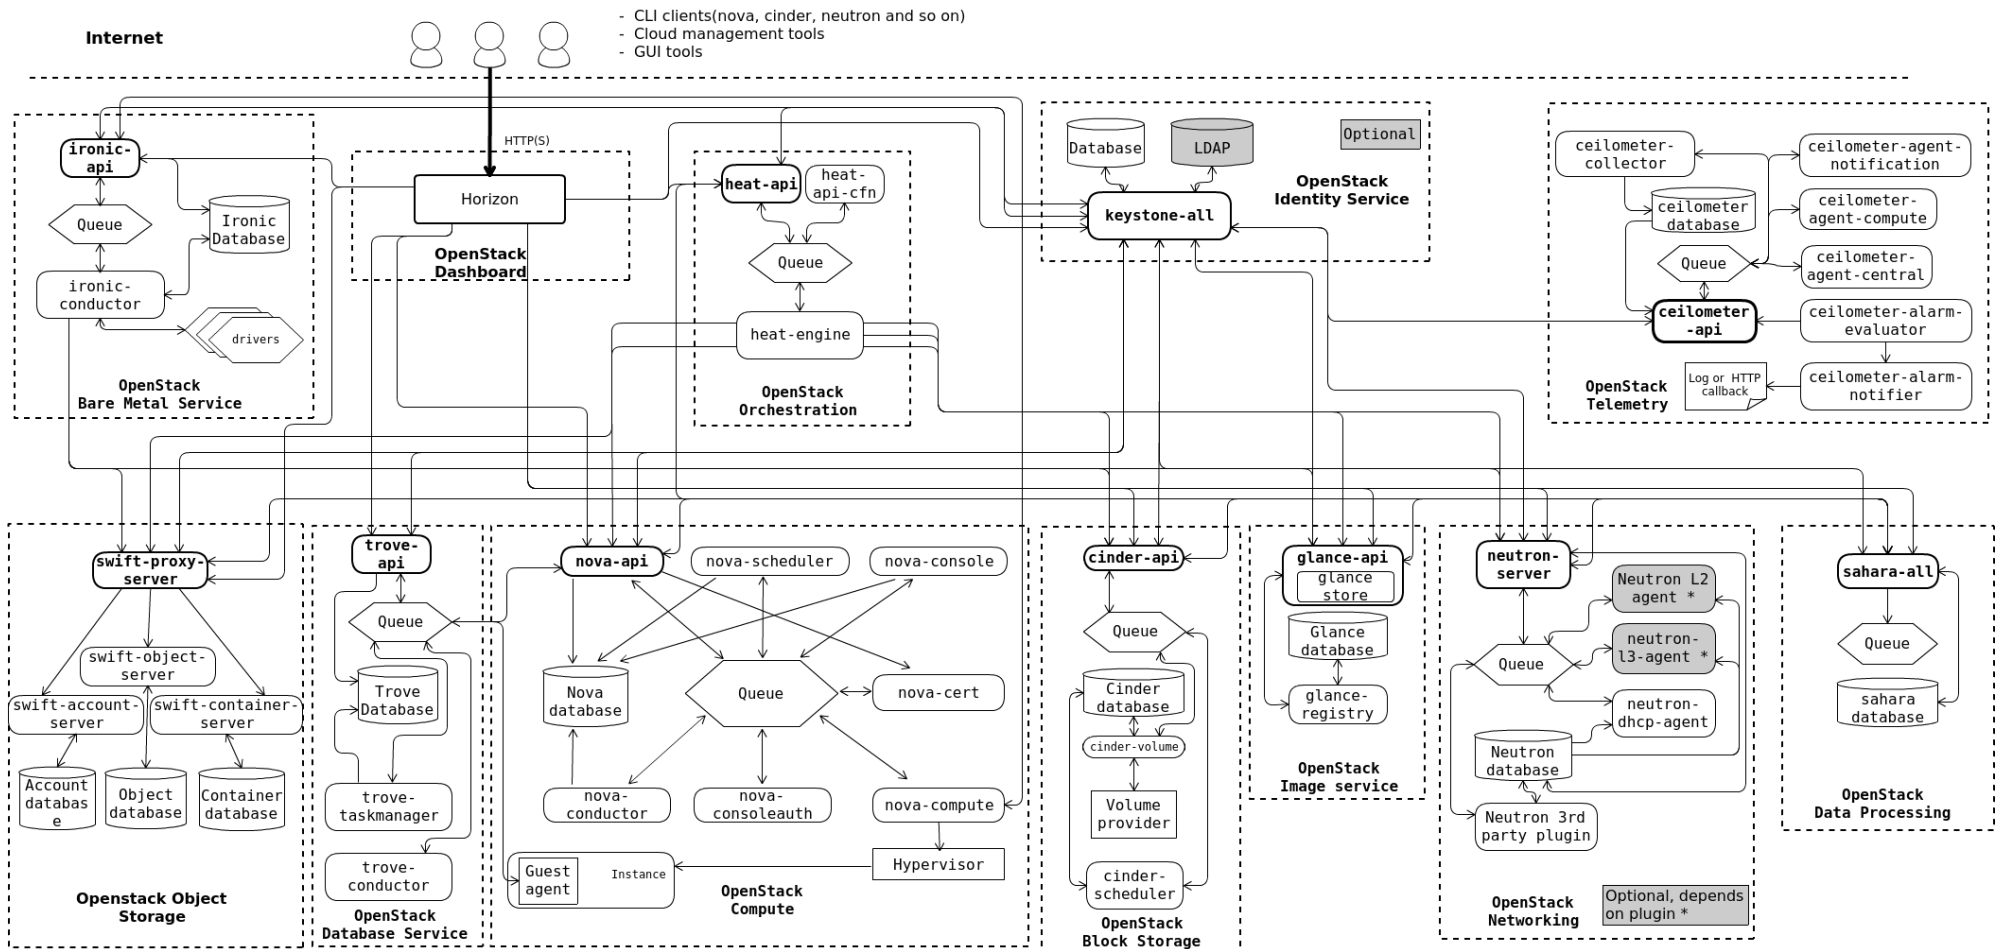 - CLI clients(nova, cinder, neutron and so on)
- Cloud management tools
- GUI tools
Internet
HTTP(S)
ironic-
api
Queue
Ironic
Database
ironic-
conductor
drivers
OpenStack
Bare Metal Service
Horizon
OpenStack
Dashboard
heat-api
heat-
api-cfn
Queue
heat-engine
OpenStack
Orchestration
Database
LDAP
Optional
keystone-all
OpenStack
Identity Service
ceilometer-
collector
ceilometer-agent-
notification
ceilometer
database
ceilometer-
agent-compute
Queue
ceilometer-
agent-central
ceilometer
-api
ceilometer-alarm-
evaluator
Log or HTTP
callback
ceilometer-alarm-
notifier
OpenStack
Telemetry
swift-proxy-
server
swift-object-
server
swift-account-
server
swift-container-
server
Account
databas
e
Object
database
Container
database
Openstack Object
Storage
trove-
api
Queue
Trove
Database
trove-
taskmanager
trove-
conductor
OpenStack
Database Service
nova-api
nova-scheduler
nova-console
Nova
database
Queue
nova-cert
nova-
conductor
nova-
consoleauth
nova-compute
Guest
agent
Instance
Hypervisor
OpenStack
Compute
cinder-api
Queue
Cinder
database
cinder-volume
Volume
provider
cinder-
scheduler
OpenStack
Block Storage
glance-api
glance
store
Glance
database
glance-
registry
OpenStack
Image service
neutron-
server
Neutron L2
agent *
neutron-
l3-agent *
Queue
neutron-
dhcp-agent
Neutron
database
Neutron 3rd
party plugin
OpenStack
Networking
Optional, depends
on plugin *
sahara-all
Queue
sahara
database
OpenStack
Data Processing